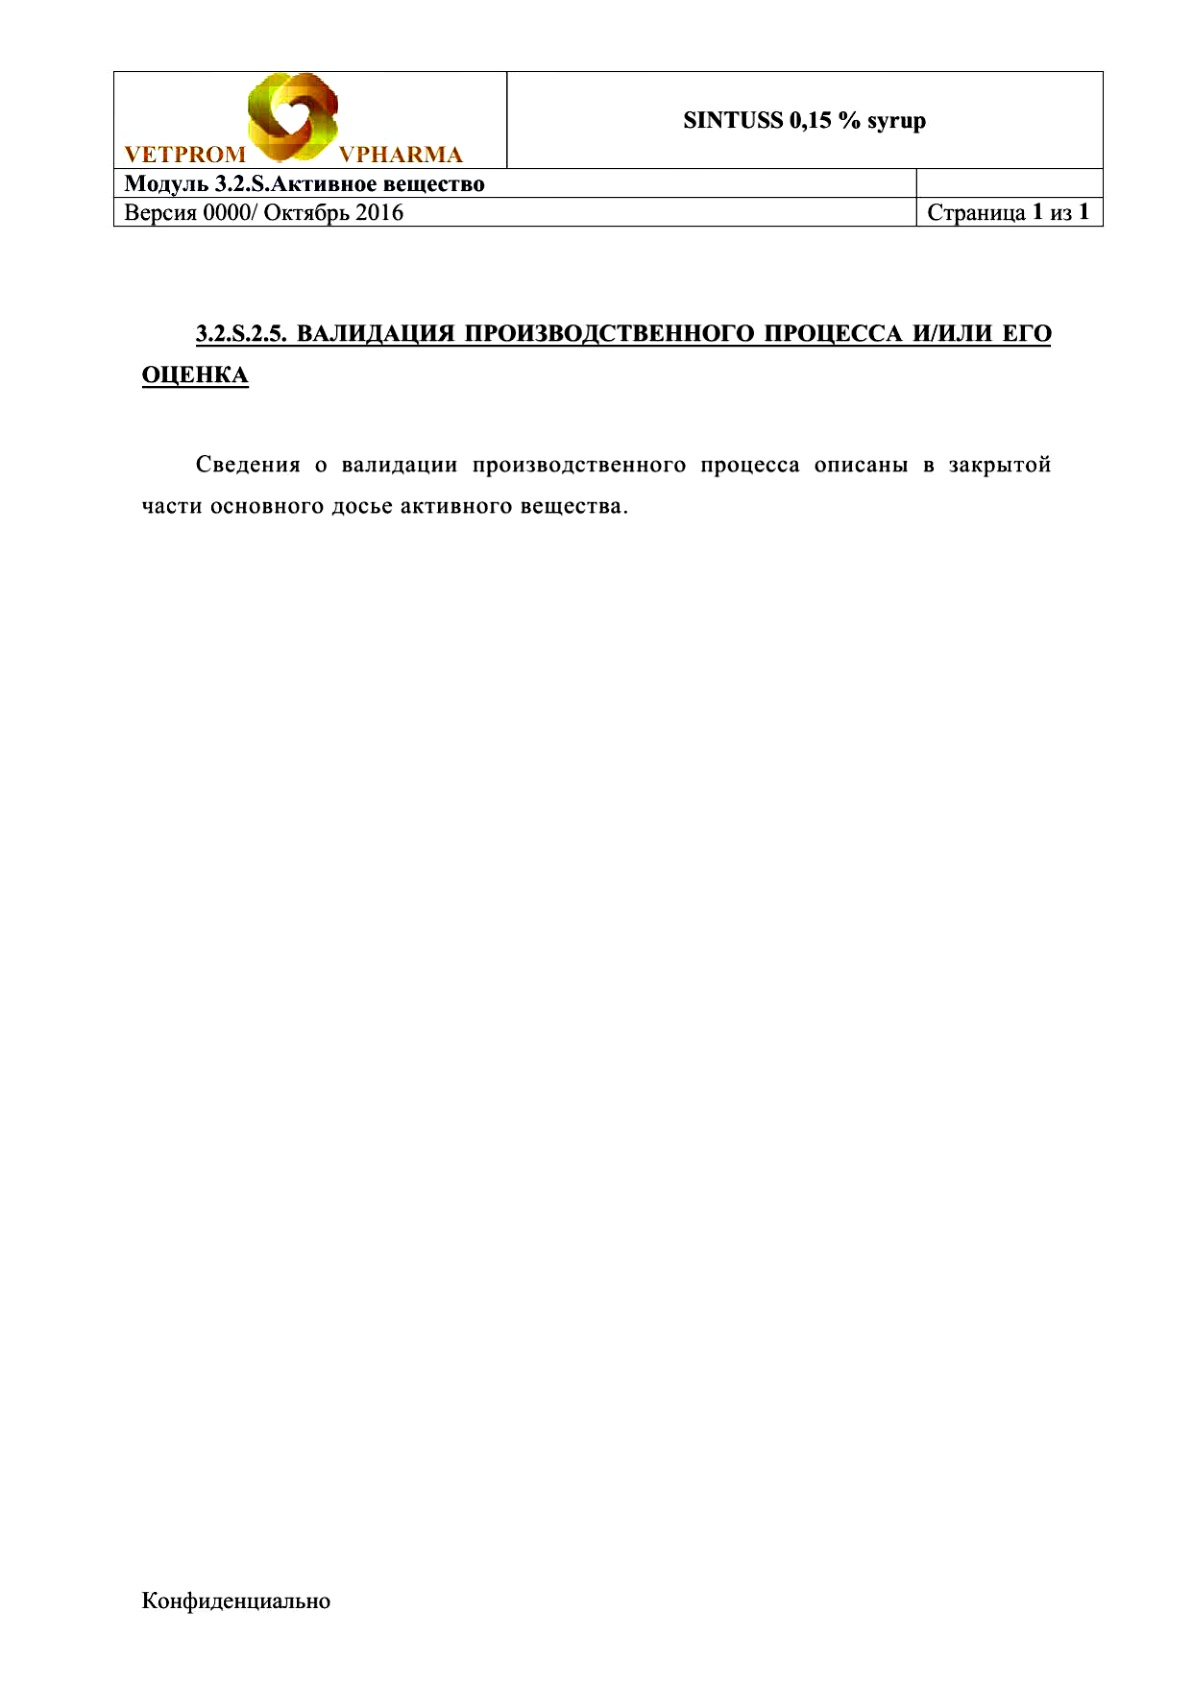 VETPROM VPHARMA
SINTUSS 0,15 % syrup
Модуль 3.2.S.Активное вещество
Версия 0000/ Октябрь 2016
Страница 1 из 1
3.2.S.2.5. ВАЛИДАЦИЯ ПРОИЗВОДСТВЕННОГО ПРОЦЕССА И/ИЛИ ЕГО
ОЦЕНКА
Сведения о валидации производственного процесса описаны в закрытой
части основного досье активного вещества.
Конфиденциально